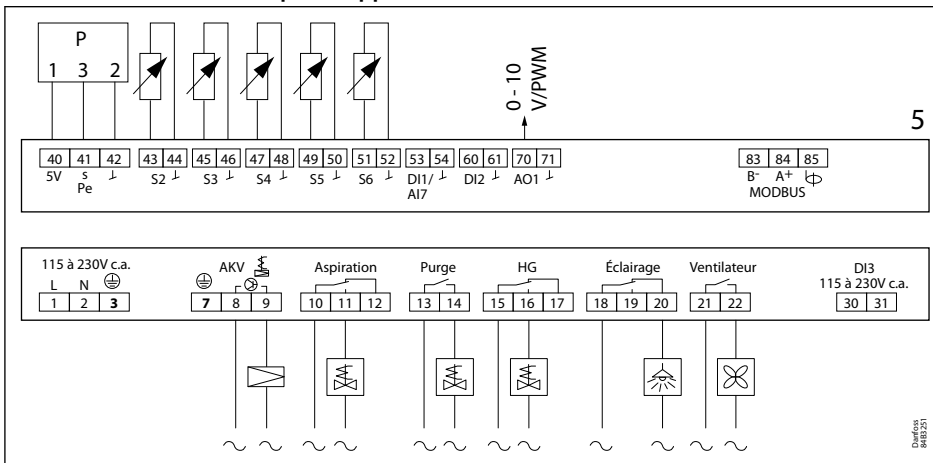 P
1 3 2
0 - 10
V/PWM
5
40 41 42 43 44 45 46 47 48 49 50 51 52 53 54 60 61 70 71 83 84 85
5V s S2 S3 S4 S5 S6 DI1/ DI2 AO1 B- A+
Pe AI7 MODBUS
115 à 230V c.a. AKV Aspiration Purge HG Éclairage Ventilateur DI3
L N 115 à 230V c.a.
1 2 3 7 8 9 10 11 12 13 14 15 16 17 18 19 20 21 22 30 31
Danfoss
84B3251